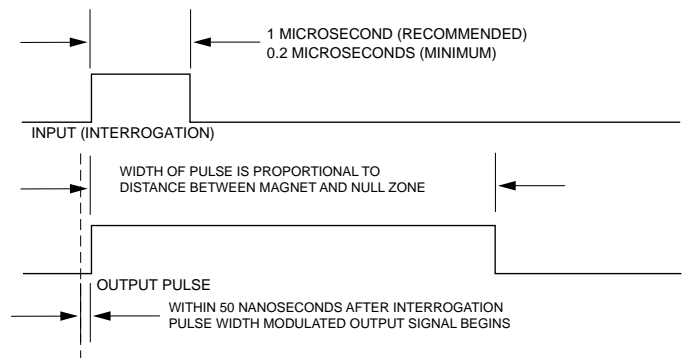 1 MICROSECOND (RECOMMENDED)
0.2 MICROSECONDS (MINIMUM)
INPUT (INTERROGATION)
WIDTH OF PULSE IS PROPORTIONAL TO
DISTANCE BETWEEN MAGNET AND NULL ZONE
OUTPUT PULSE
WITHIN 50 NANOSECONDS AFTER INTERROGATION
PULSE WIDTH MODULATED OUTPUT SIGNAL BEGINS